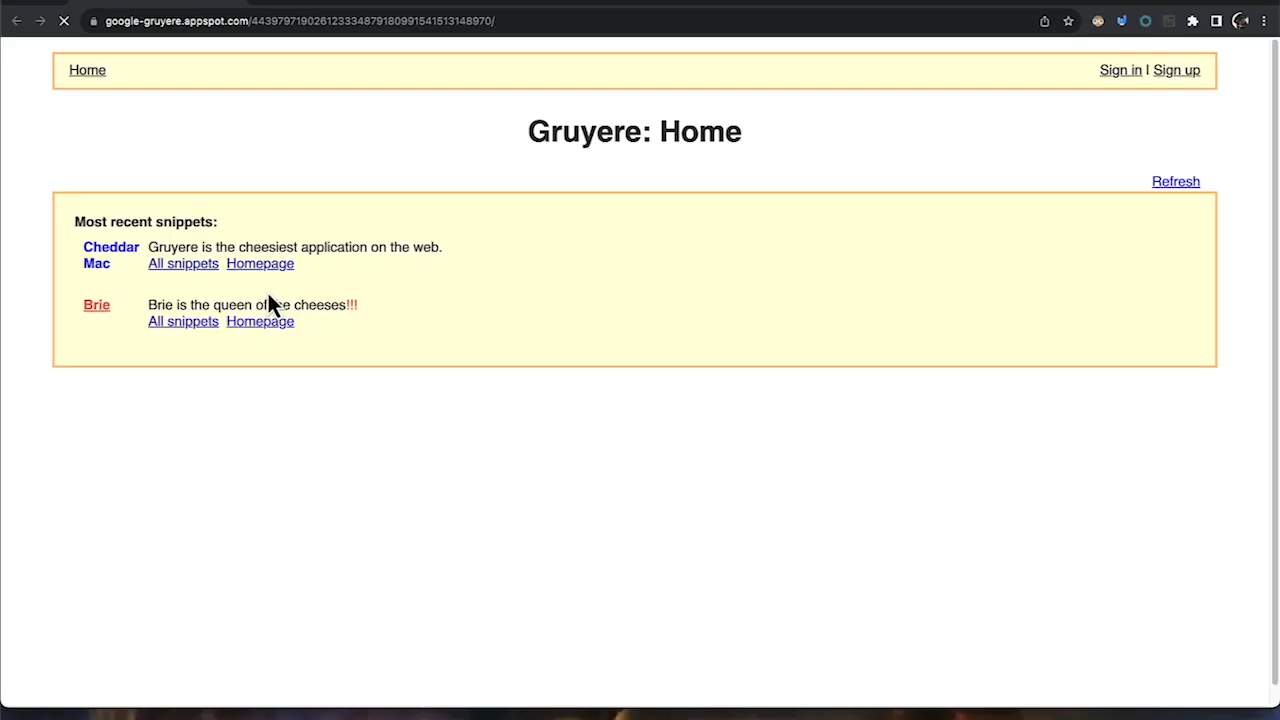 google-gruyere.appspot.com/443979719026123334879180991541513148970/
Home
Sign in | Sign up
Gruyere: Home
Refresh
Most recent snippets:
Cheddar Mac
Gruyere is the cheesiest application on the web.
All snippets Homepage
Brie
Brie is the queen of cheeses!!!
All snippets Homepage